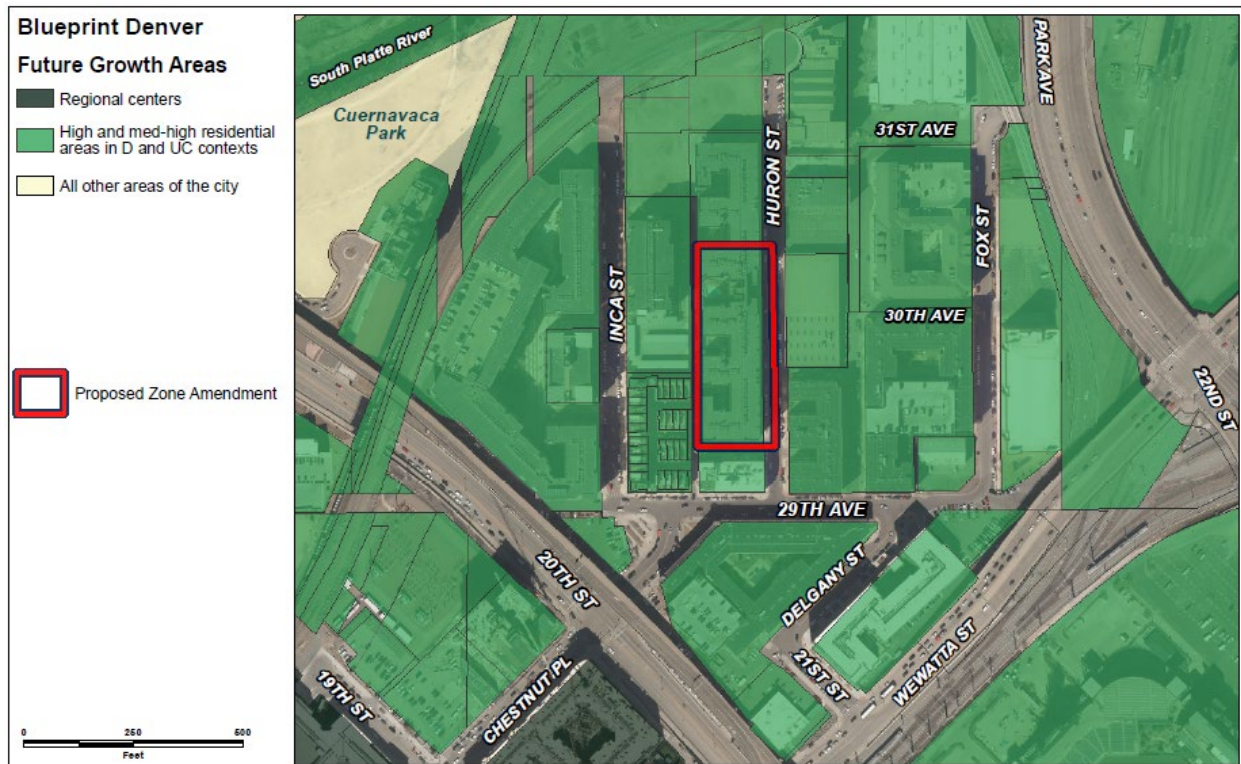 Blueprint Denver
Future Growth Areas
Regional centers
High and med-high residential
areas in D and UC contexts
All other areas of the city
Proposed Zone Amendment
0 250 500
Feet
South Platte River
Cuernavaca
Park
PARK AVE
31ST AVE
HURON ST
INCA ST
FOX ST
30TH AVE
22ND ST
29TH AVE
20TH ST
DELGANY ST
21ST ST
WEWATTA ST
19TH ST
CHESTNUT PL